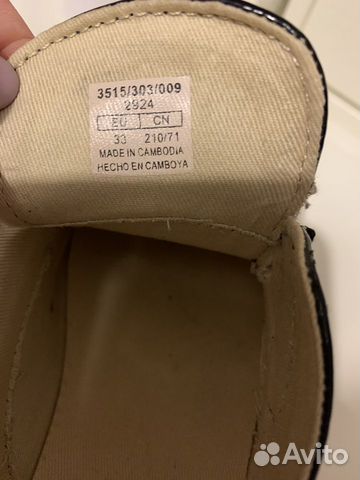 3515/303/009
2924
EU CN
33 210/71
MADE IN CAMBODIA
HECHO EN CAMBOYA
Avito